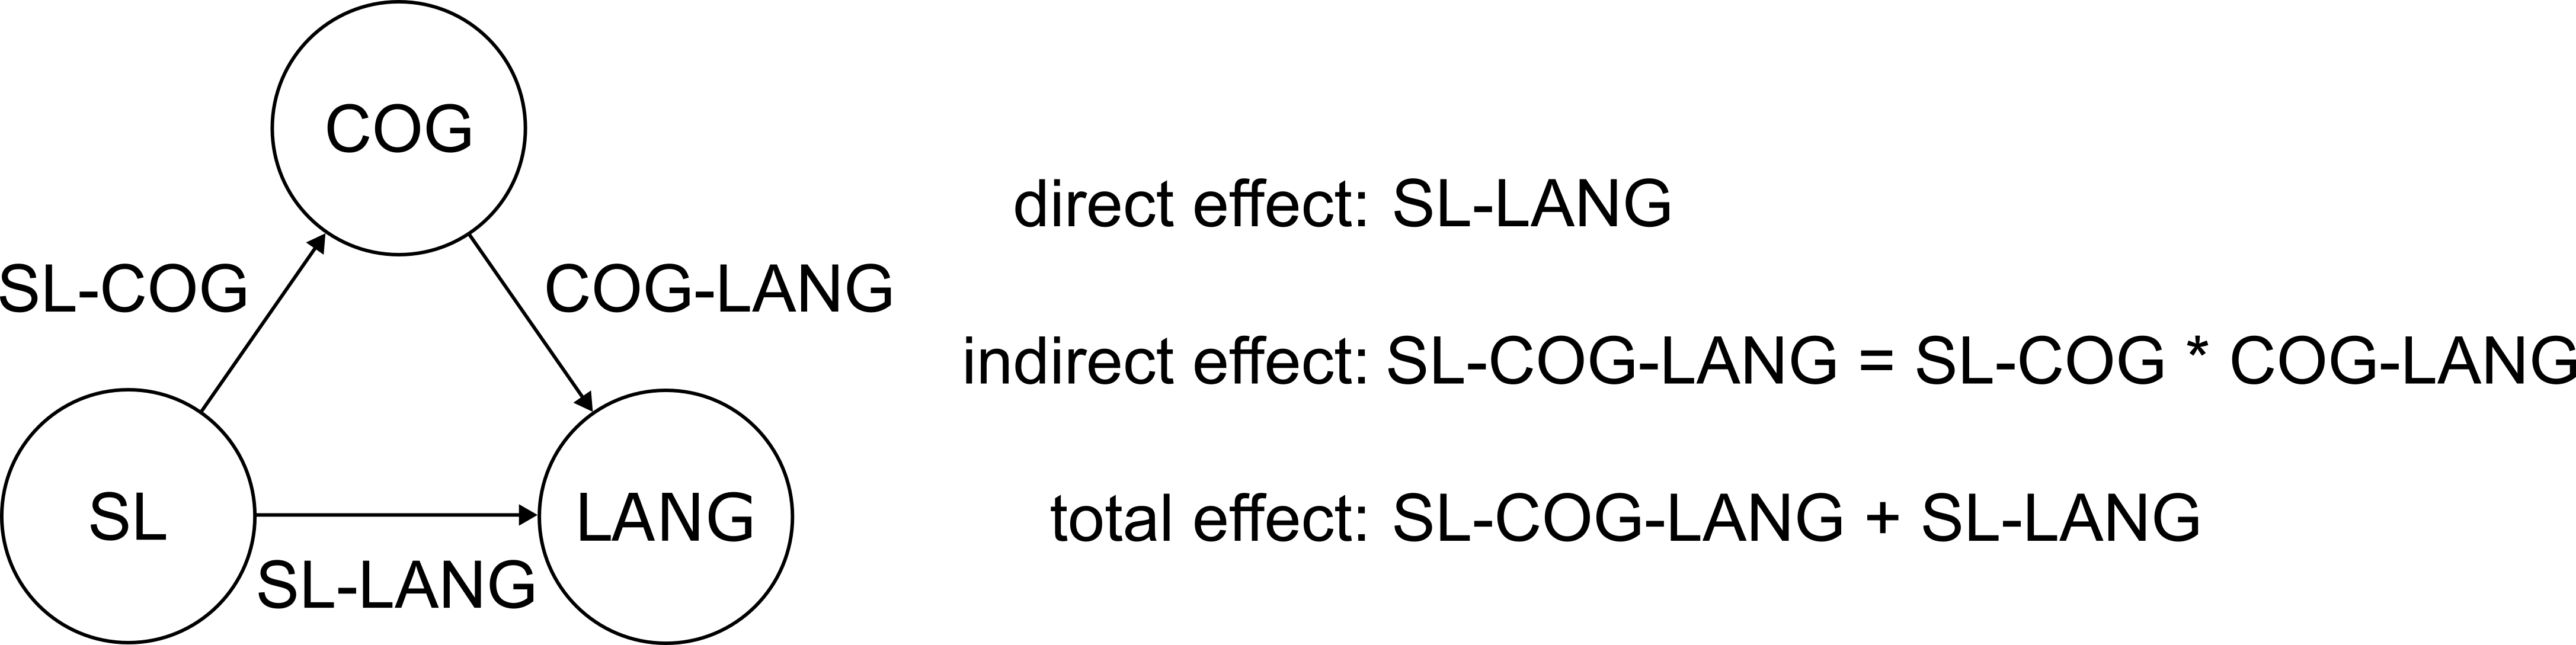 COG
SL-COG
COG-LANG
SL
LANG
SL-LANG
direct effect: SL-LANG
indirect effect: SL-COG-LANG = SL-COG * COG-LANG
total effect: SL-COG-LANG + SL-LANG